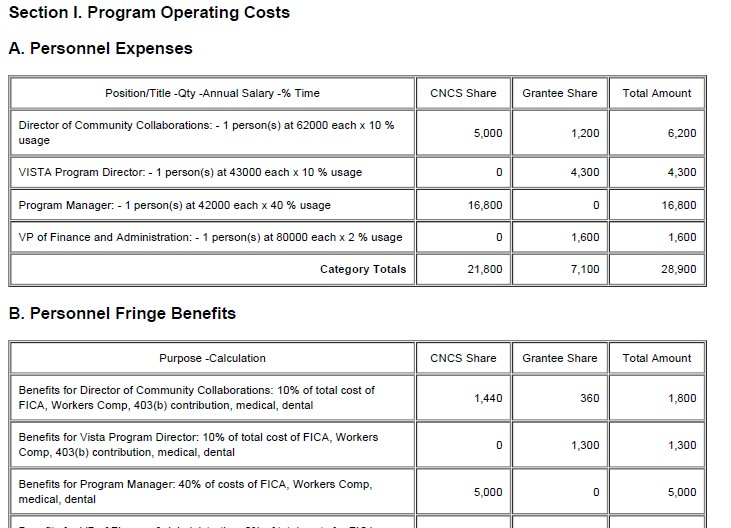 Section I. Program Operating Costs
A. Personnel Expenses
Position/Title -Qty -Annual Salary -% Time CNCS Share Grantee Share Total Amount
Director of Community Collaborations: - 1 person(s) at 62000 each x 10 %
usage 5,000 1,200 6,200
VISTA Program Director: - 1 person(s) at 43000 each x 10 % usage 0 4,300 4,300
Program Manager: - 1 person(s) at 42000 each x 40 % usage 16,800 0 16,800
VP of Finance and Administration: - 1 person(s) at 80000 each x 2 % usage 0 1,600 1,600
Category Totals 21,800 7,100 28,900
B. Personnel Fringe Benefits
Purpose -Calculation CNCS Share Grantee Share Total Amount
Benefits for Director of Community Collaborations: 10% of total cost of
FICA, Workers Comp, 403(b) contribution, medical, dental 1,440 360 1,800
Benefits for Vista Program Director: 10% of total cost of FICA, Workers
Comp, 403(b) contribution, medical, dental 0 1,300 1,300
Benefits for Program Manager: 40% of costs of FICA, Workers Comp,
medical, dental 5,000 0 5,000